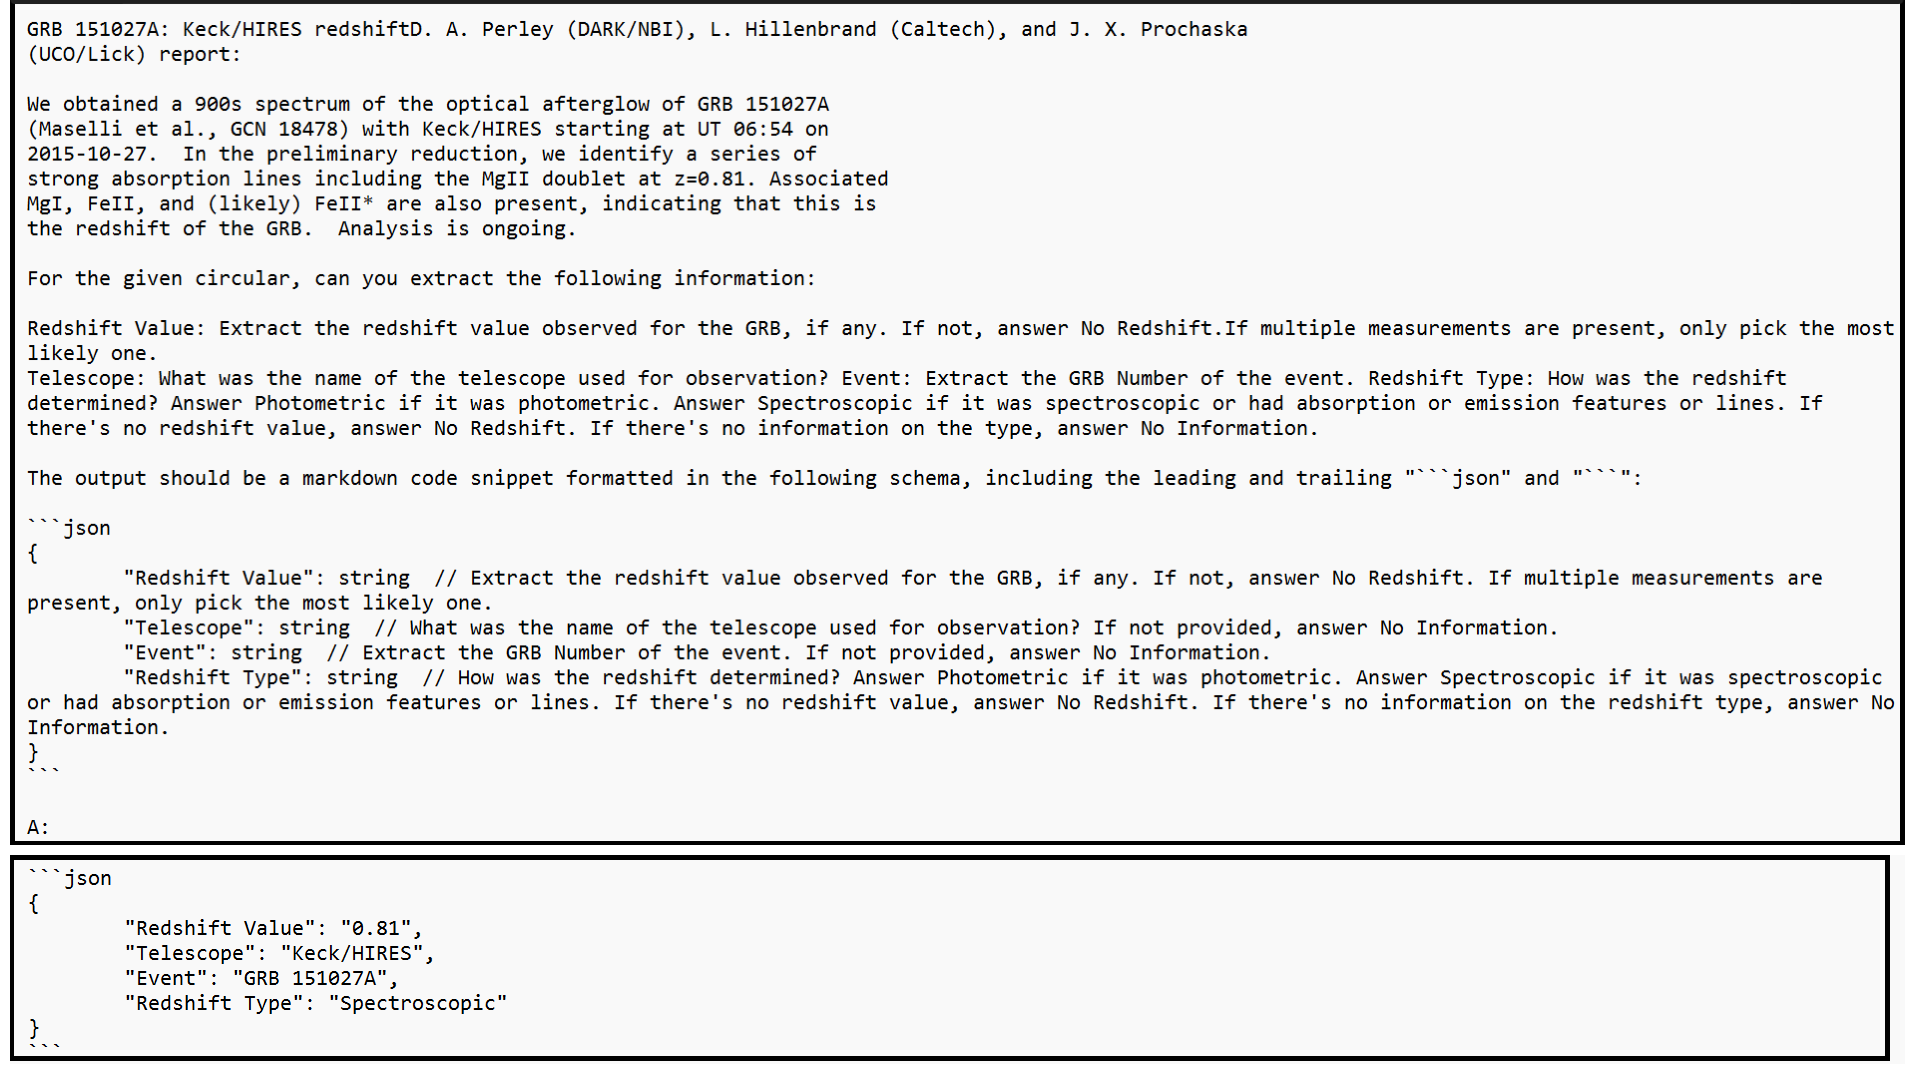 GRB 151027A: Keck/HIRES redshiftD. A. Perley (DARK/NBI), L. Hillenbrand (Caltech), and J. X. Prochaska
(UCO/Lick) report:

We obtained a 900s spectrum of the optical afterglow of GRB 151027A
(Maselli et al., GCN 18478) with Keck/HIRES starting at UT 06:54 on
2015-10-27.  In the preliminary reduction, we identify a series of
strong absorption lines including the MgII doublet at z=0.81. Associated
MgI, FeII, and (likely) FeII* are also present, indicating that this is
the redshift of the GRB.  Analysis is ongoing.

For the given circular, can you extract the following information:

Redshift Value: Extract the redshift value observed for the GRB, if any. If not, answer No Redshift.If multiple measurements are present, only pick the most
likely one.
Telescope: What was the name of the telescope used for observation? Event: Extract the GRB Number of the event. Redshift Type: How was the redshift
determined? Answer Photometric if it was photometric. Answer Spectroscopic if it was spectroscopic or had absorption or emission features or lines. If
there's no redshift value, answer No Redshift. If there's no information on the type, answer No Information.

The output should be a markdown code snippet formatted in the following schema, including the leading and trailing "```json" and "```":

```json
{
        "Redshift Value": string  // Extract the redshift value observed for the GRB, if any. If not, answer No Redshift. If multiple measurements are
present, only pick the most likely one.
        "Telescope": string  // What was the name of the telescope used for observation? If not provided, answer No Information.
        "Event": string  // Extract the GRB Number of the event. If not provided, answer No Information.
        "Redshift Type": string  // How was the redshift determined? Answer Photometric if it was photometric. Answer Spectroscopic if it was spectroscopic
or had absorption or emission features or lines. If there's no redshift value, answer No Redshift. If there's no information on the redshift type, answer No
Information.
}
```

A:
```json
{
        "Redshift Value": "0.81",
        "Telescope": "Keck/HIRES",
        "Event": "GRB 151027A",
        "Redshift Type": "Spectroscopic"
}
```